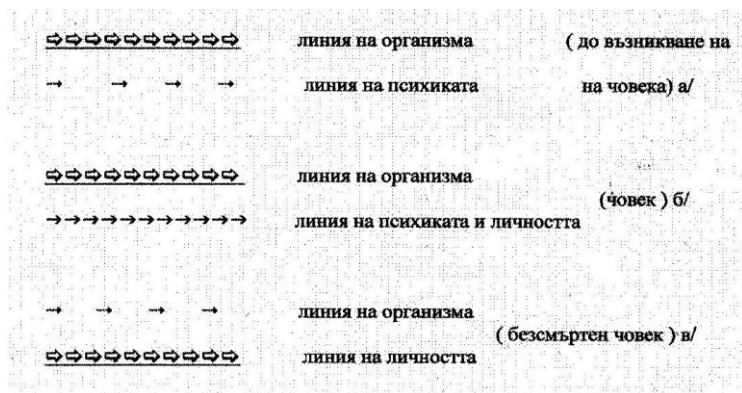 линия на организма ( до възникване на
линия на психиката на човека) а/
линия на организма
(човек ) б/
линия на психиката и личността
линия на организма
( безсмъртен човек ) в/
линия на личността